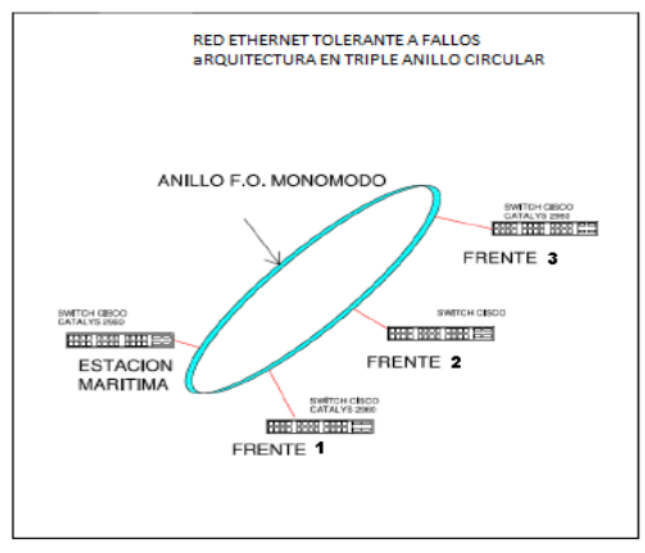 RED ETHERNET TOLERANTE A FALLOS
aRQUITECTURA EN TRIPLE ANILLO CIRCULAR
ANILLO F.O. MONOMODO
SWITCH CISCO
CATALYS 2960
FRENTE 3
SWITCH CISCO
FRENTE 2
SWITCH CISCO
CATALYS 2960
ESTACION
MARITIMA
SWITCH CISCO
CATALYS 2960
FRENTE 1